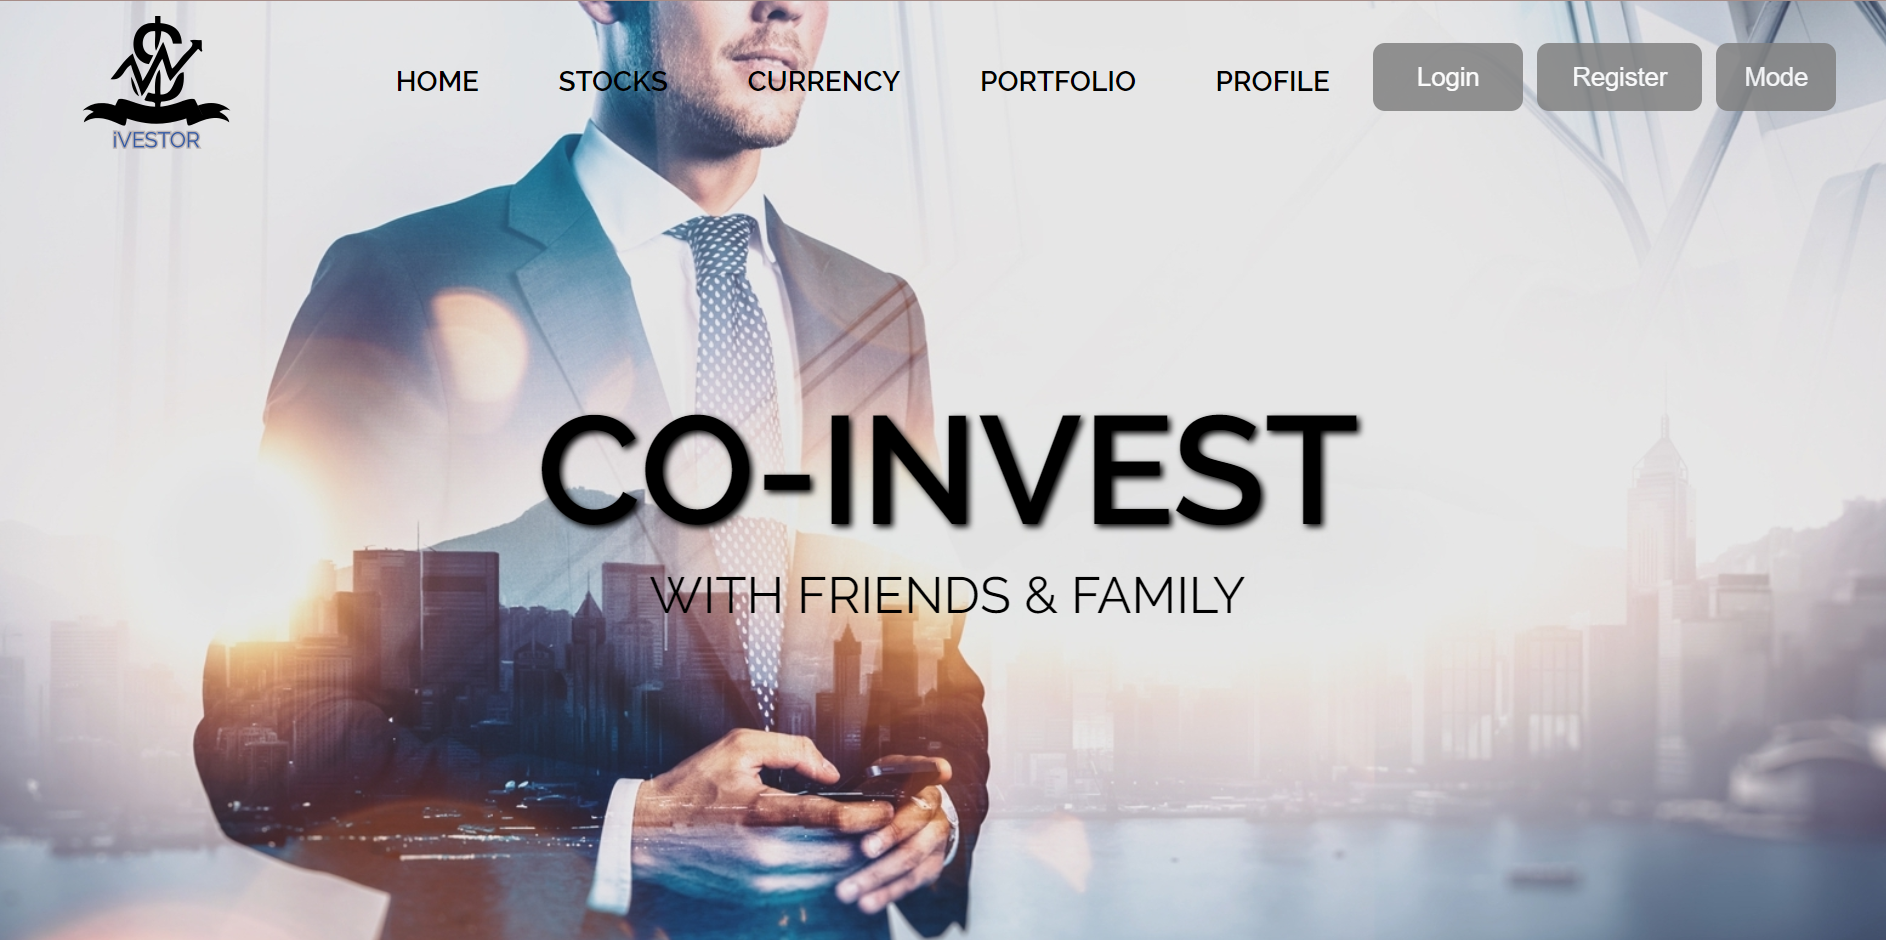 iVESTOR
HOME STOCKS CURRENCY PORTFOLIO PROFILE Login Register Mode
CO-INVEST
WITH FRIENDS & FAMILY